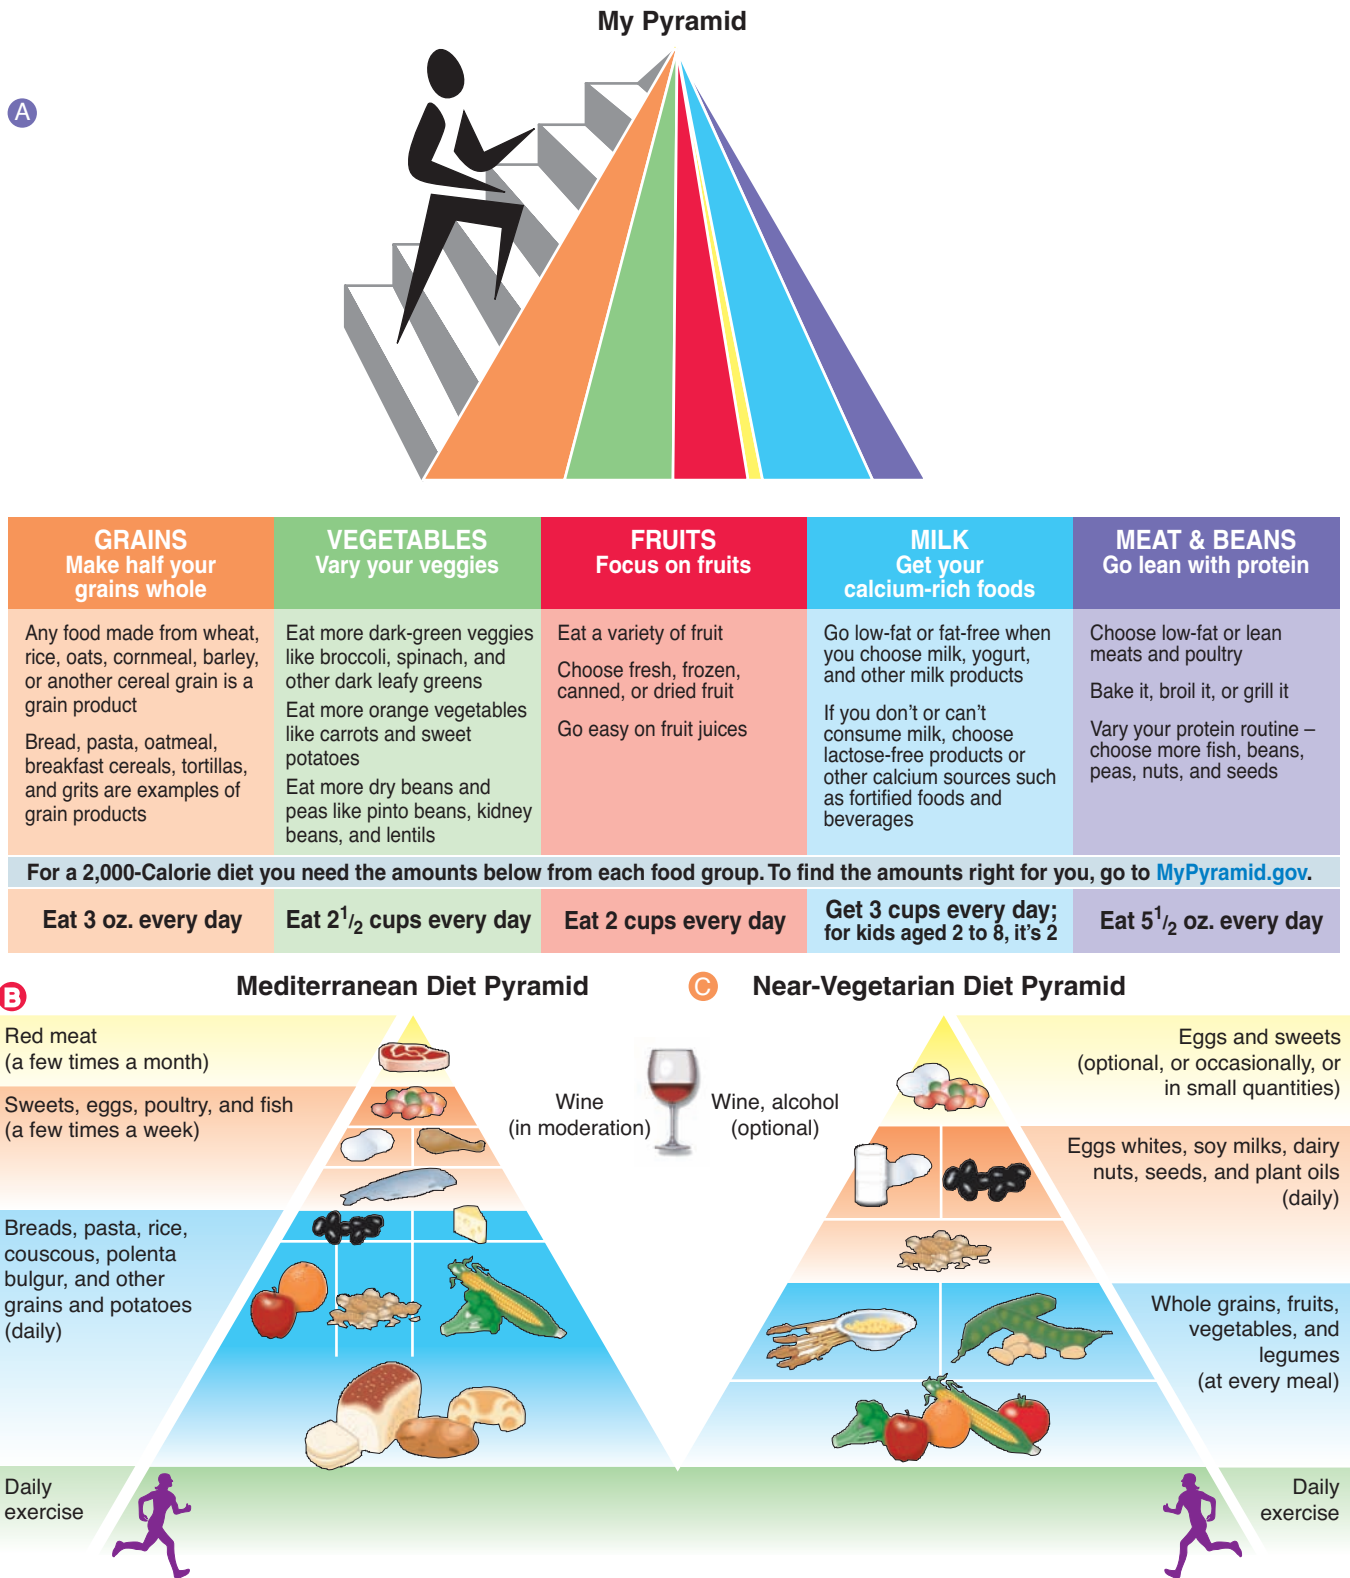 My Pyramid
A
GRAINS
Make half your
grains whole
Any food made from wheat,
rice, oats, cornmeal, barley,
or another cereal grain is a
grain product
Bread, pasta, oatmeal,
breakfast cereals, tortillas,
and grits are examples of
grain products
VEGETABLES
Vary your veggies
Eat more dark-green veggies
like broccoli, spinach, and
other dark leafy greens
Eat more orange vegetables
like carrots and sweet
potatoes
Eat more dry beans and
peas like pinto beans, kidney
beans, and lentils
FRUITS
Focus on fruits
Eat a variety of fruit
Choose fresh, frozen,
canned, or dried fruit
Go easy on fruit juices
MILK
Get your
calcium-rich foods
Go low-fat or fat-free when
you choose milk, yogurt,
and other milk products
If you don’t or can’t
consume milk, choose
lactose-free products or
other calcium sources such
as fortified foods and
beverages
MEAT & BEANS
Go lean with protein
Choose low-fat or lean
meats and poultry
Bake it, broil it, or grill it
Vary your protein routine –
choose more fish, beans,
peas, nuts, and seeds
For a 2,000-Calorie diet you need the amounts below from each food group. To find the amounts right for you, go to MyPyramid.gov.
Eat 3 oz. every day
Eat 2 1/2 cups every day
Eat 2 cups every day
Get 3 cups every day;
for kids aged 2 to 8, it’s 2
Eat 5 1/2 oz. every day
B
Mediterranean Diet Pyramid
Red meat
(a few times a month)
Sweets, eggs, poultry, and fish
(a few times a week)
Breads, pasta, rice,
couscous, polenta
bulgur, and other
grains and potatoes
(daily)
Daily
exercise
Wine
(in moderation)
C
Near-Vegetarian Diet Pyramid
Wine, alcohol
(optional)
Eggs and sweets
(optional, or occasionally, or
in small quantities)
Eggs whites, soy milks, dairy
nuts, seeds, and plant oils
(daily)
Whole grains, fruits,
vegetables, and
legumes
(at every meal)
Daily
exercise